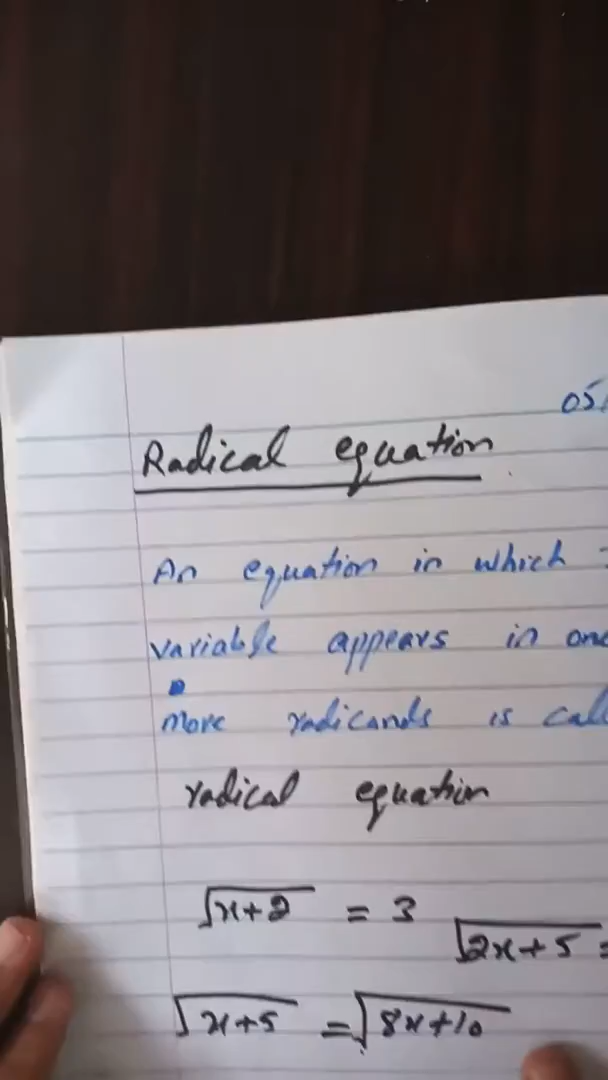 05
Radical equation
An equation in which
variable appears in one
more radicands is call
radical equation
√x+2 = 3
√2x+5 =
√x+5 = √8x+10